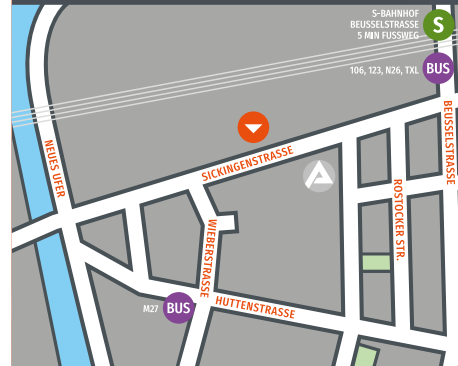 S-BAHNHOF
BEUSSELSTRASSE
5 MIN FUSSWEG
S
106, 123, N26, TXL
BUS
BEUSSELSTRASSE
SICKINGENSTRASSE
NEUES UFER
ROSTOCKER STR.
WIEBERSTRASSE
M27
BUS
HUTTENSTRASSE